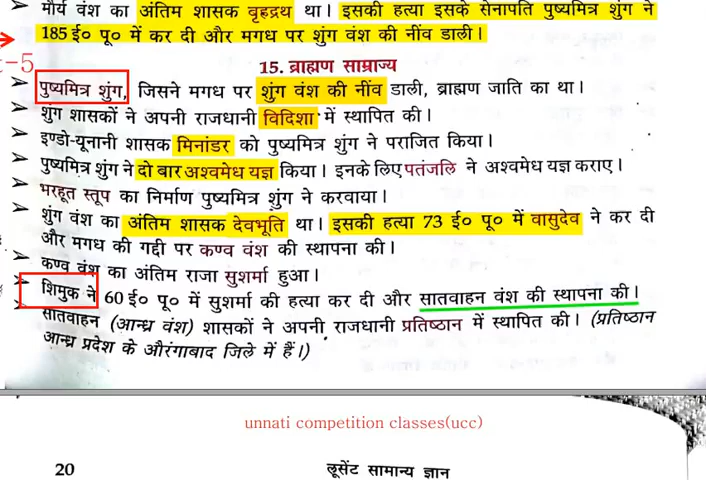 मौर्य वंश का अंतिम शासक वृहद्रथ था। इसकी हत्या इसके सेनापति पुष्यमित्र शुंग ने
185 ई० पू० में कर दी और मगध पर शुंग वंश की नींव डाली।
-5
15. ब्राह्मण साम्राज्य
पुष्यमित्र शुंग, जिसने मगध पर शुंग वंश की नींव डाली, ब्राह्मण जाति का था।
शुंग शासकों ने अपनी राजधानी विदिशा में स्थापित की।
इण्डो-यूनानी शासक मिनांडर को पुष्यमित्र शुंग ने पराजित किया।
पुष्यमित्र शुंग ने दो बार अश्वमेध यज्ञ किया। इनके लिए पतंजलि ने अश्वमेध यज्ञ कराए।
भरहूत स्तूप का निर्माण पुष्यमित्र शुंग ने करवाया।
शुंग वंश का अंतिम शासक देवभूति था। इसकी हत्या 73 ई० पू० में वासुदेव ने कर दी
और मगध की गद्दी पर कण्व वंश की स्थापना की।
कण्व वंश का अंतिम राजा सुशर्मा हुआ।
शिमुक ने 60 ई० पू० में सुशर्मा की हत्या कर दी और सातवाहन वंश की स्थापना की।
सातवाहन (आन्ध्र वंश) शासकों ने अपनी राजधानी प्रतिष्ठान में स्थापित की। (प्रतिष्ठान
आन्ध्र प्रदेश के औरंगाबाद जिले में हैं।)
unnati competition classes(ucc)
20 लूसेंट सामान्य ज्ञान